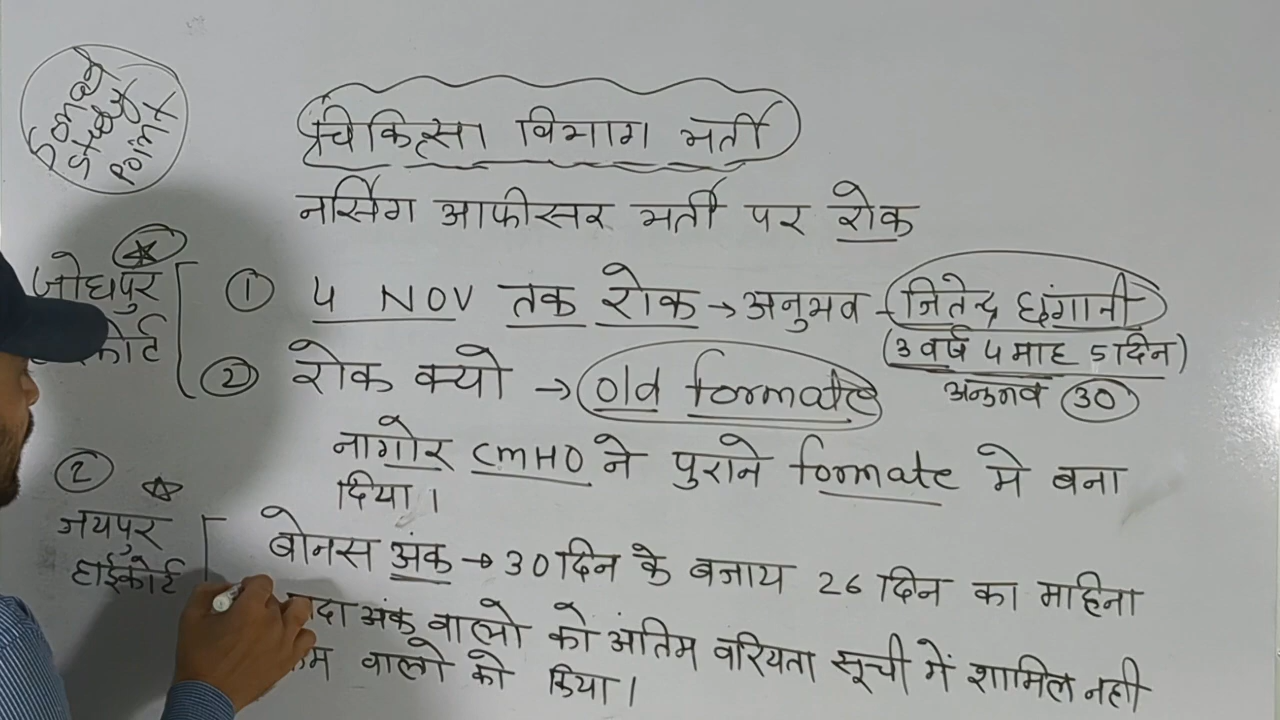 Sonag
Study
Point
चिकित्सा विभाग भर्ती
नर्सिग आफीसर भर्ती पर रोक
जोधपुर
① 4 NOV तक रोक → अनुभव - जितेन्द्र छंगानी
(3 वर्ष 4 माह 5 दिन)
② रोक क्यो → old formate
अनुभव 30
नागोर CMHO ने पुराने formate मे बना
दिया।
②
जयपुर
हाईकोर्ट
बोनस अंक → 30 दिन के बजाय 26 दिन का माहिना
अंक वालो को अंतिम वरियता सूची में शामिल नही
वालो को किया।